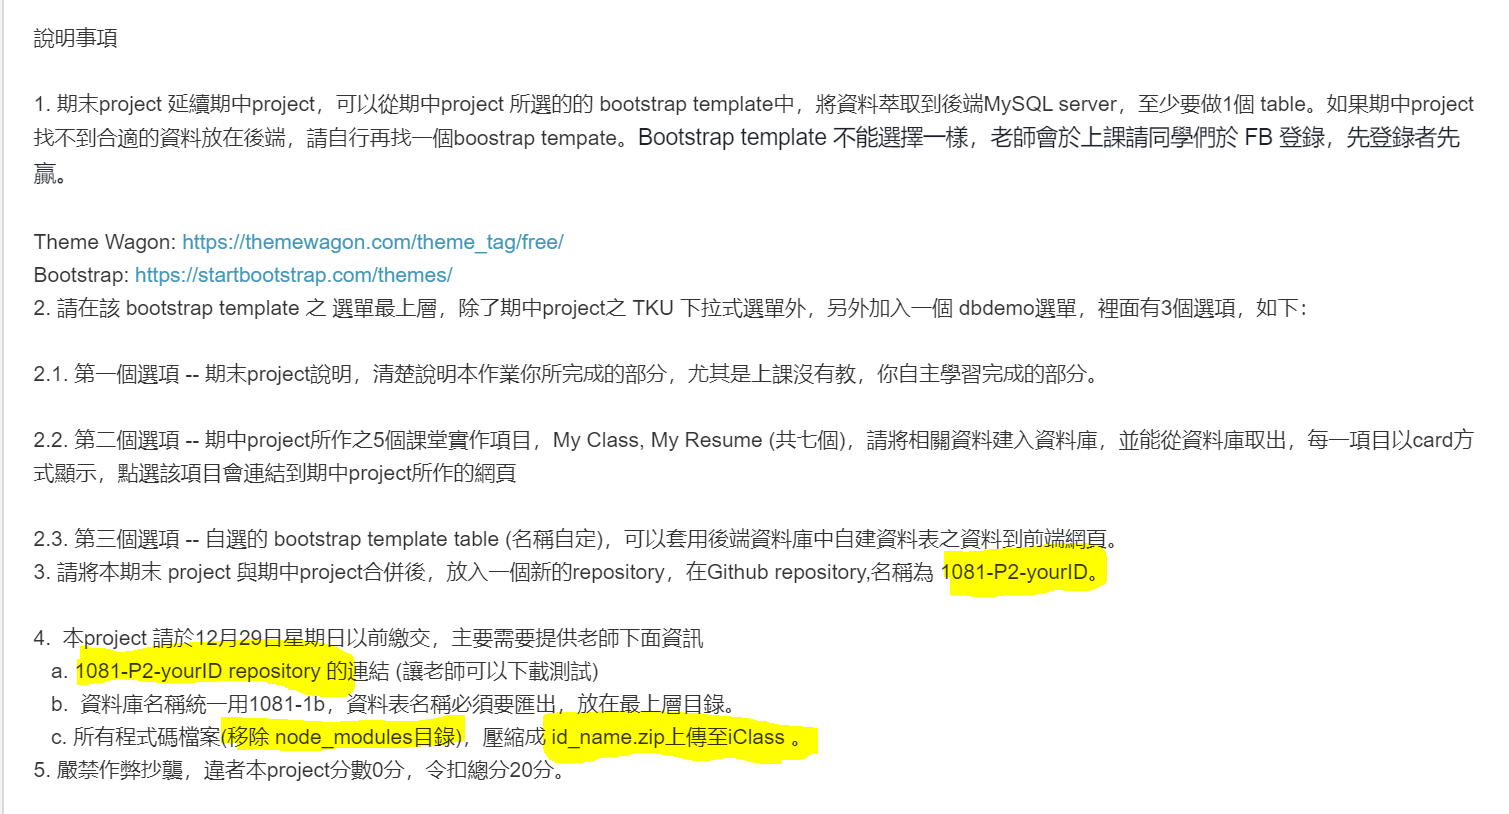 說明事項
1. 期末project 延續期中project，可以從期中project 所選的的 bootstrap template中，將資料萃取到後端MySQL server，至少要做1個 table。如果期中project
找不到合適的資料放在後端，請自行再找一個boostrap tempate。Bootstrap template 不能選擇一樣，老師會於上課請同學們於 FB 登錄，先登錄者先
贏。
Theme Wagon: https://themewagon.com/theme_tag/free/
Bootstrap: https://startbootstrap.com/themes/
2. 請在該 bootstrap template 之 選單最上層，除了期中project之 TKU 下拉式選單外，另外加入一個 dbdemo選單，裡面有3個選項，如下：
2.1. 第一個選項 -- 期末project說明，清楚說明本作業你所完成的部分，尤其是上課沒有教，你自主學習完成的部分。
2.2. 第二個選項 -- 期中project所作之5個課堂實作項目，My Class, My Resume (共七個)，請將相關資料建入資料庫，並能從資料庫取出，每一項目以card方
式顯示，點選該項目會連結到期中project所作的網頁
2.3. 第三個選項 -- 自選的 bootstrap template table (名稱自定)，可以套用後端資料庫中自建資料表之資料到前端網頁。
3. 請將本期末 project 與期中project合併後，放入一個新的repository，在Github repository,名稱為 1081-P2-yourID。
4. 本project 請於12月29日星期日以前繳交，主要需要提供老師下面資訊
a. 1081-P2-yourID repository 的連結 (讓老師可以下載測試)
b. 資料庫名稱統一用1081-1b，資料表名稱必須要匯出，放在最上層目錄。
c. 所有程式碼檔案(移除 node_modules目錄)，壓縮成 id_name.zip上傳至iClass 。
5. 嚴禁作弊抄襲，違者本project分數0分，令扣總分20分。